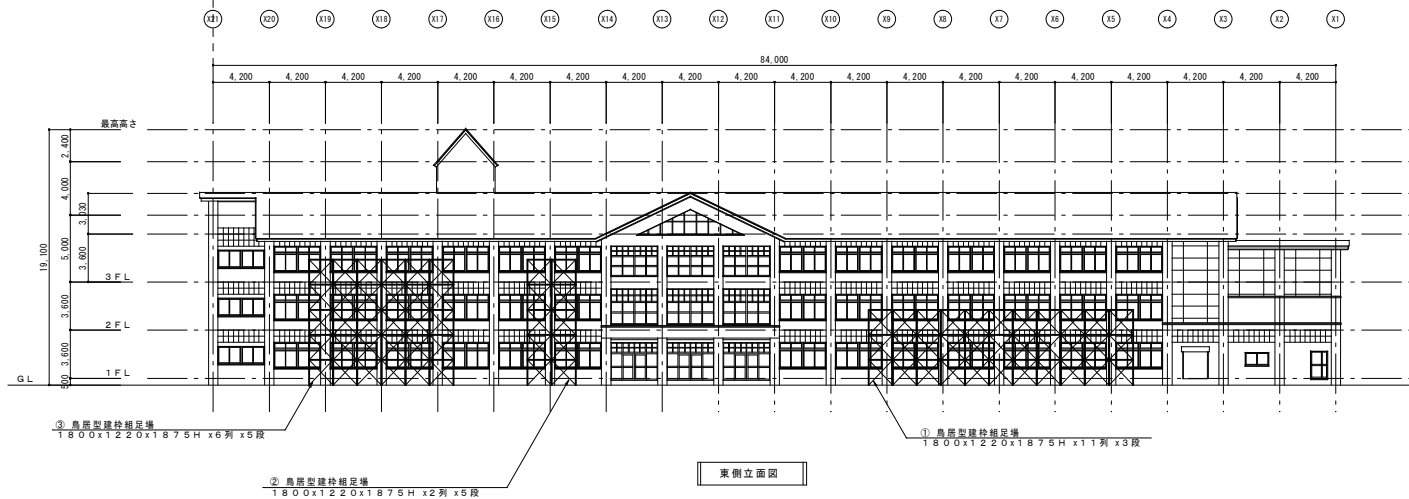 X21 X20 X19 X18 X17 X16 X15 X14 X13 X12 X11 X10 X9 X8 X7 X6 X5 X4 X3 X2 X1
84,000
4,200 4,200 4,200 4,200 4,200 4,200 4,200 4,200 4,200 4,200 4,200 4,200 4,200 4,200 4,200 4,200 4,200 4,200 4,200 4,200
最高高さ
2,400
4,000
3,030
5,000
3,600
19,100
3FL
3,600
2FL
3,600
1FL
500
GL
③ 鳥居型建枠組足場
1800x1220x1875H x6列 x5段
① 鳥居型建枠組足場
1800x1220x1875H x11列 x3段
② 鳥居型建枠組足場
1800x1220x1875H x2列 x5段
東側立面図